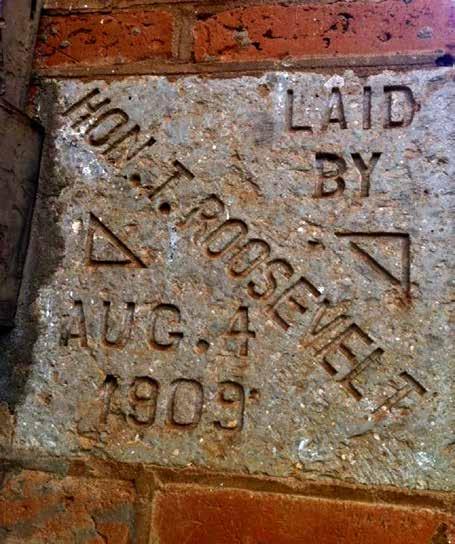 LAID
BY
HON. T. ROOSEVELT
AUG. 4
1909